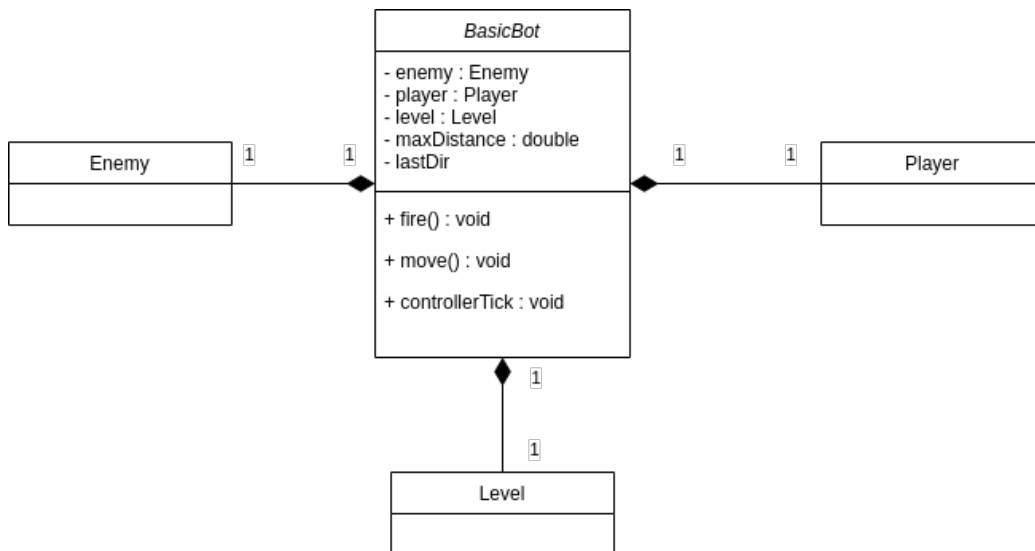 BasicBot
- enemy : Enemy
- player : Player
- level : Level
- maxDistance : double
- lastDir
Enemy
1
1
1
1
Player
+ fire() : void
+ move() : void
+ controllerTick : void
1
1
Level